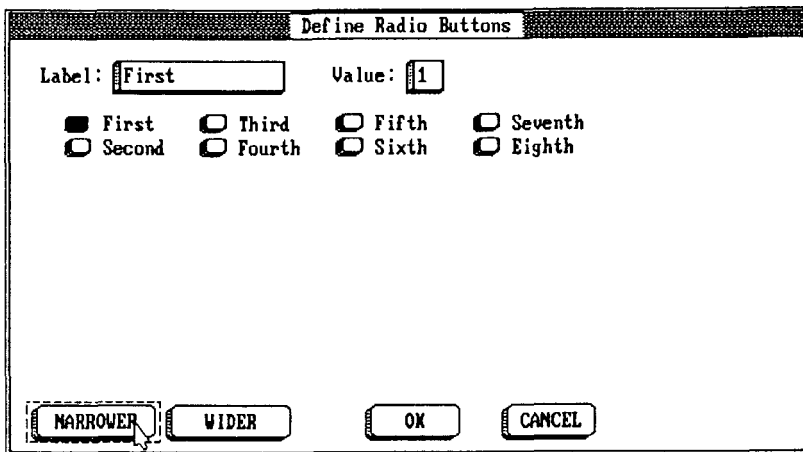 Define Radio Buttons
Label: First Value: 1
First Third Fifth Seventh
Second Fourth Sixth Eighth
NARROWER WIDER OK CANCEL